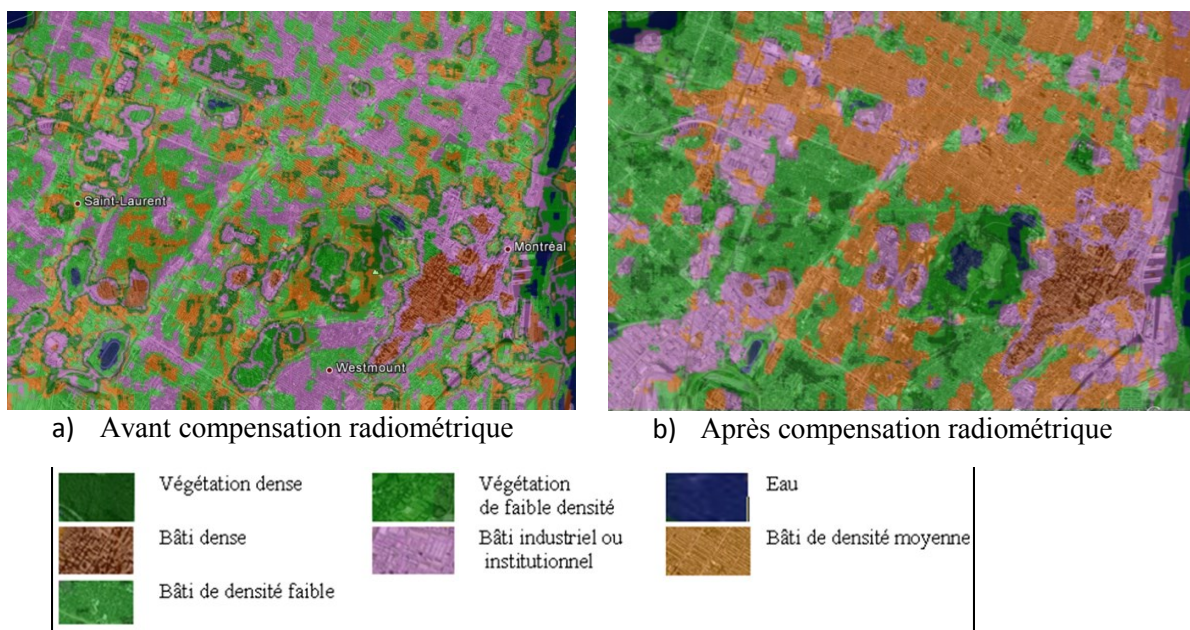 Saint-Laurent
Montréal
Westmount
a) Avant compensation radiométrique
b) Après compensation radiométrique
Végétation dense
Végétation
de faible densité
Eau
Bâti dense
Bâti industriel ou
institutionnel
Bâti de densité moyenne
Bâti de densité faible